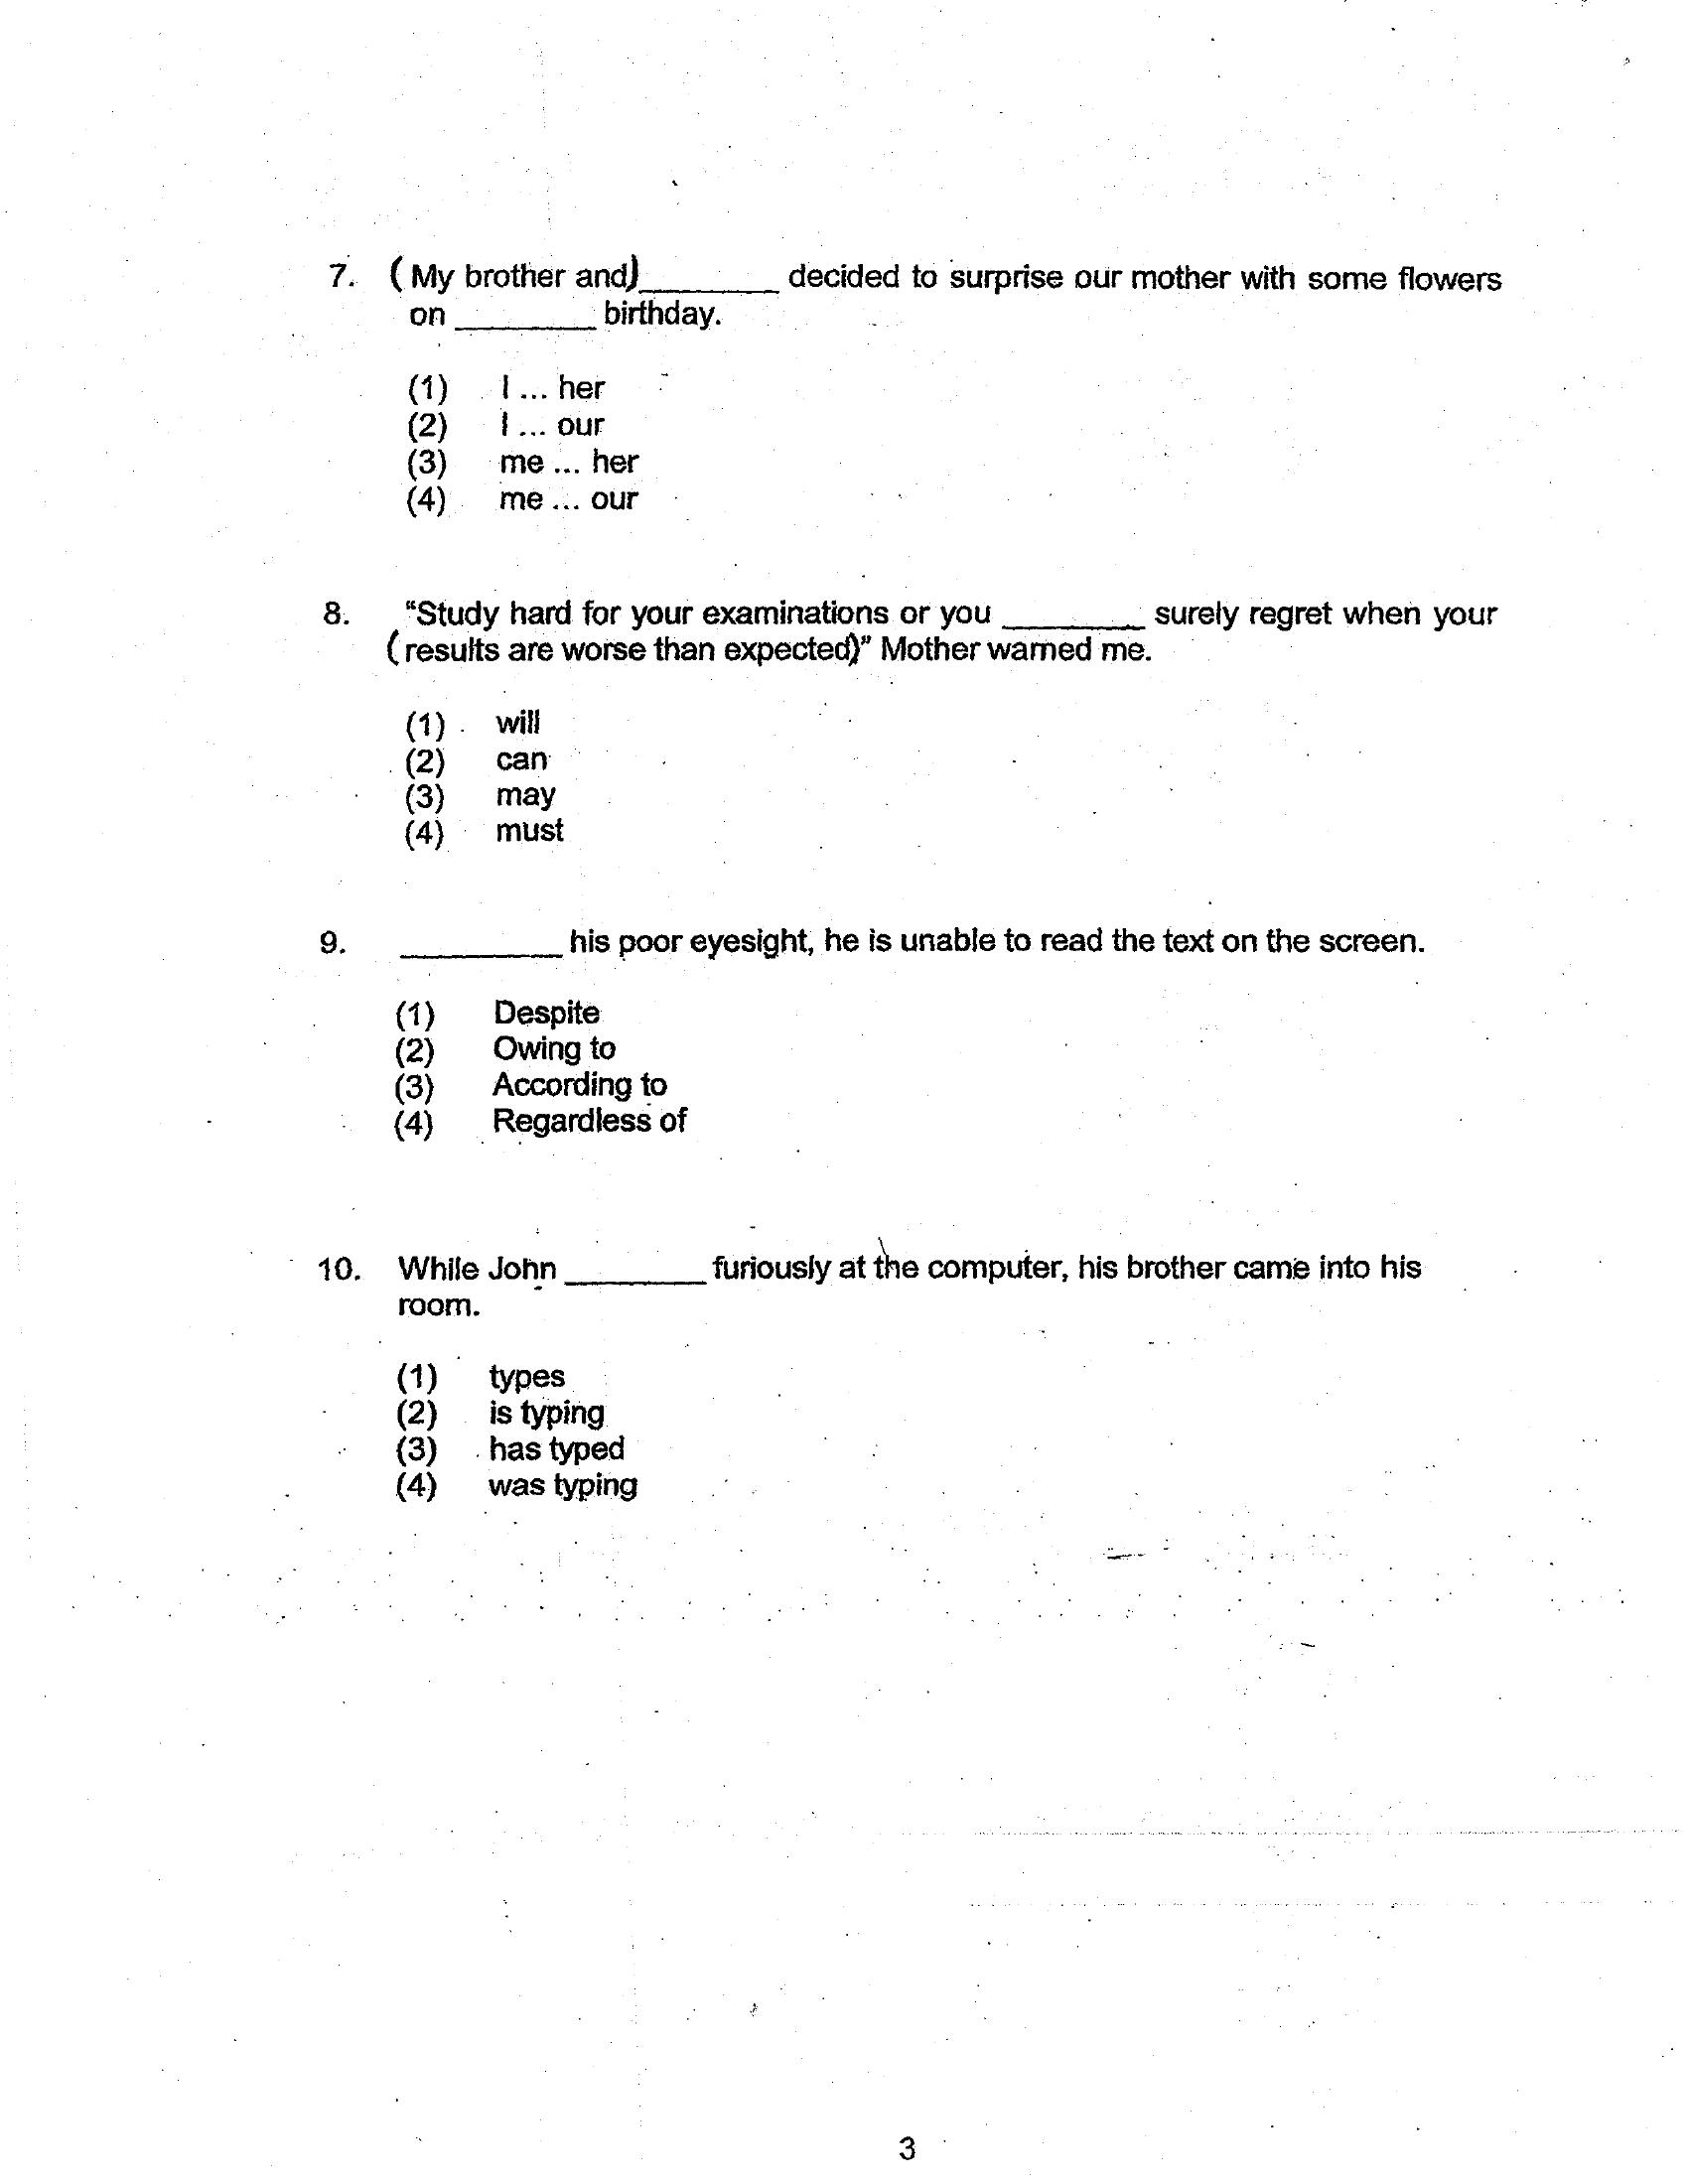 7. ( My brother and)________ decided to surprise our mother with some flowers
on ________ birthday.
(1) I ... her
(2) I ... our
(3) me ... her
(4) me ... our
8. “Study hard for your examinations or you ________ surely regret when your
(results are worse than expected)” Mother warned me.
(1) will
(2) can
(3) may
(4) must
9. _________ his poor eyesight, he is unable to read the text on the screen.
(1) Despite
(2) Owing to
(3) According to
(4) Regardless of
10. While John ________ furiously at the computer, his brother came into his
room.
(1) types
(2) is typing
(3) has typed
(4) was typing
3